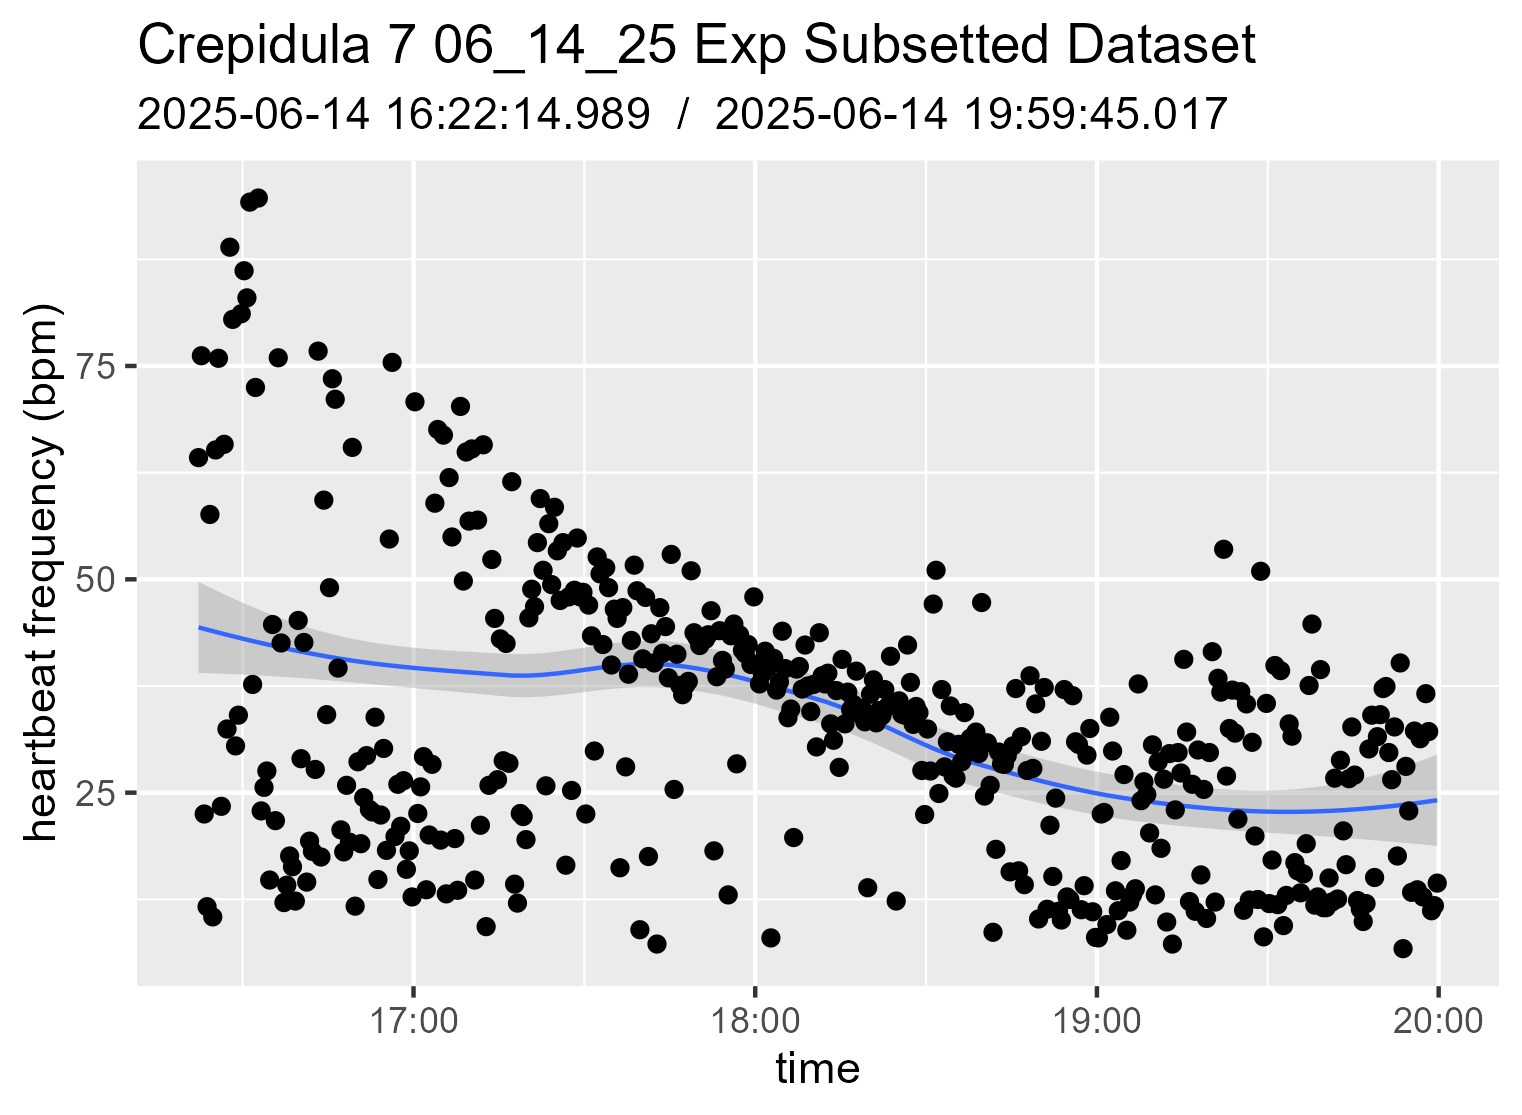 Crepidula 7 06_14_25 Exp Subsetted Dataset
2025-06-14 16:22:14.989 / 2025-06-14 19:59:45.017
heartbeat frequency (bpm)
75
50
25
17:00 18:00 19:00 20:00
time